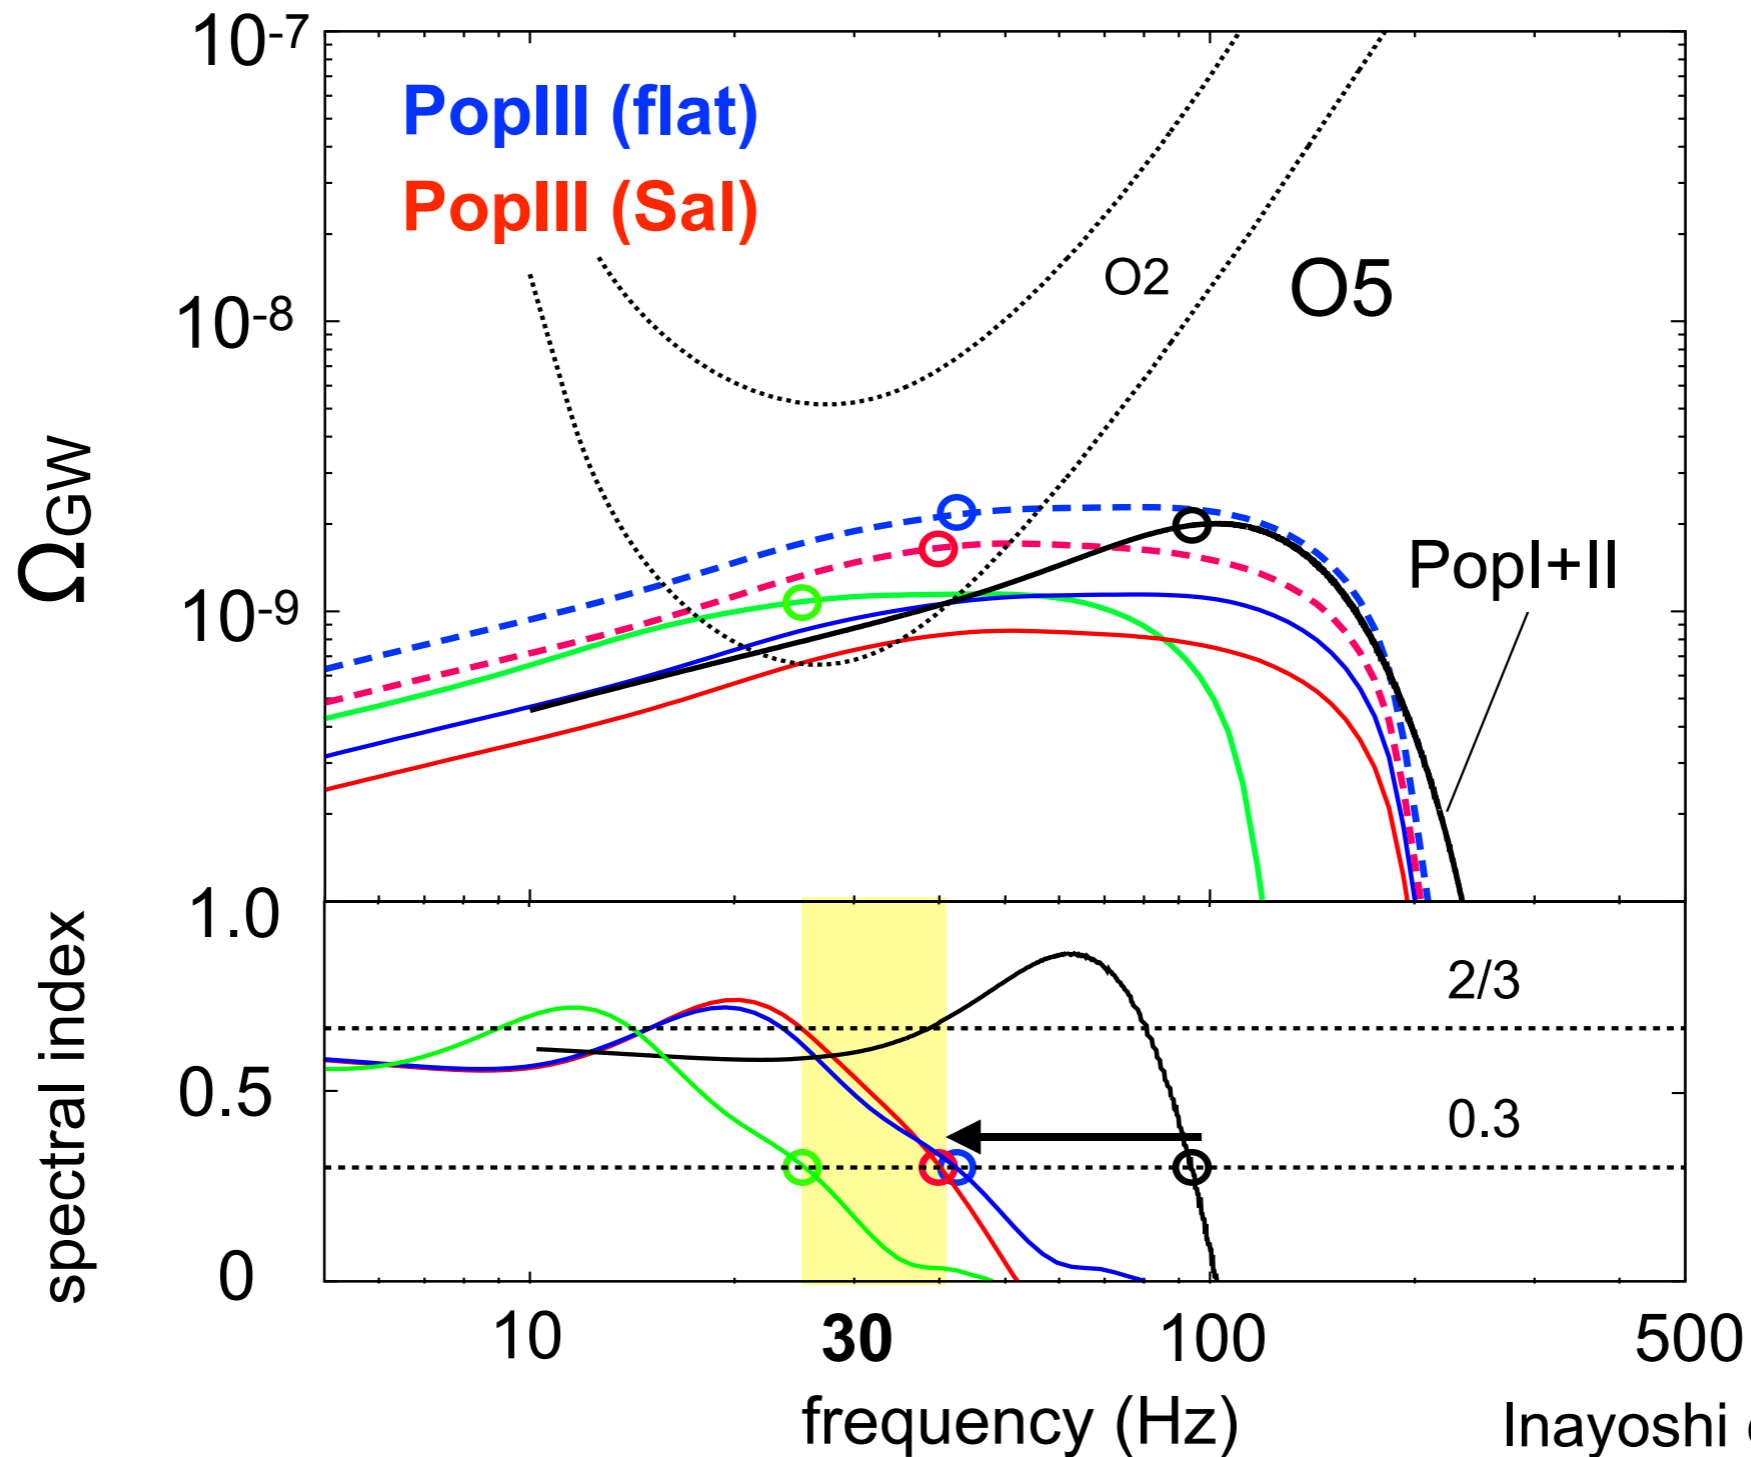 10-7
PopIII (flat)
PopIII (Sal)
O2
O5
10-8
ΩGW
PopI+II
10-9
1.0
2/3
spectral index
0.5
0.3
0
10
30
100
500
frequency (Hz)
Inayoshi